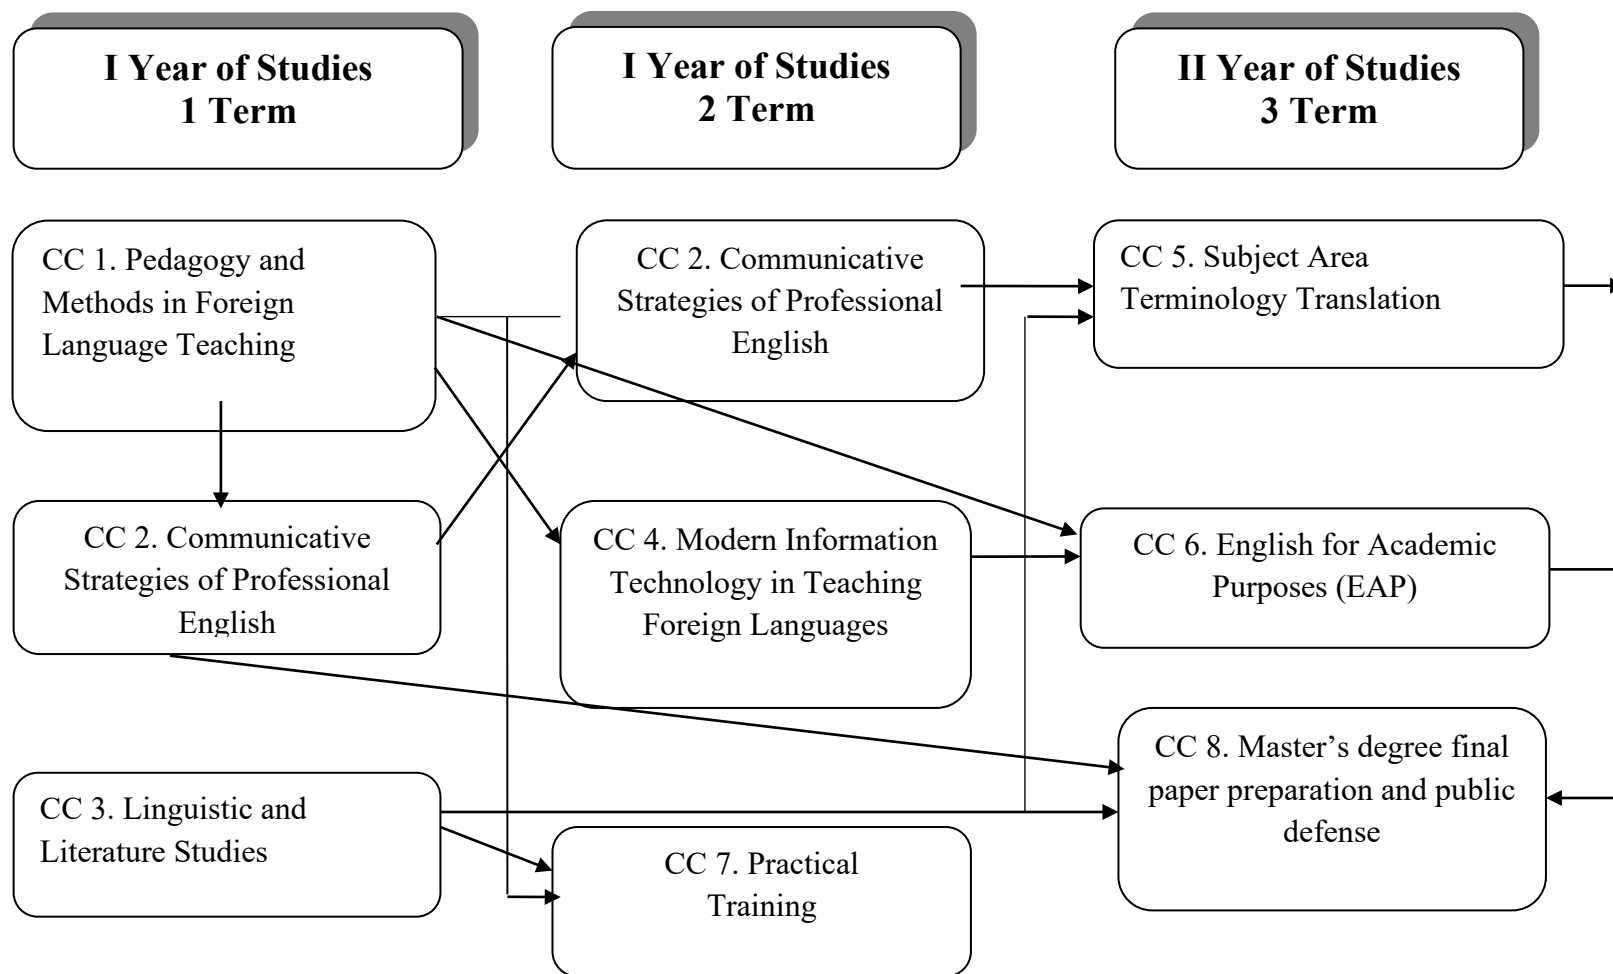 I Year of Studies
1 Term
I Year of Studies
2 Term
II Year of Studies
3 Term
CC 1. Pedagogy and
Methods in Foreign
Language Teaching
CC 2. Communicative
Strategies of Professional
English
CC 5. Subject Area
Terminology Translation
CC 2. Communicative
Strategies of Professional
English
CC 4. Modern Information
Technology in Teaching
Foreign Languages
CC 6. English for Academic
Purposes (EAP)
CC 3. Linguistic and
Literature Studies
CC 7. Practical
Training
CC 8. Master’s degree final
paper preparation and public
defense